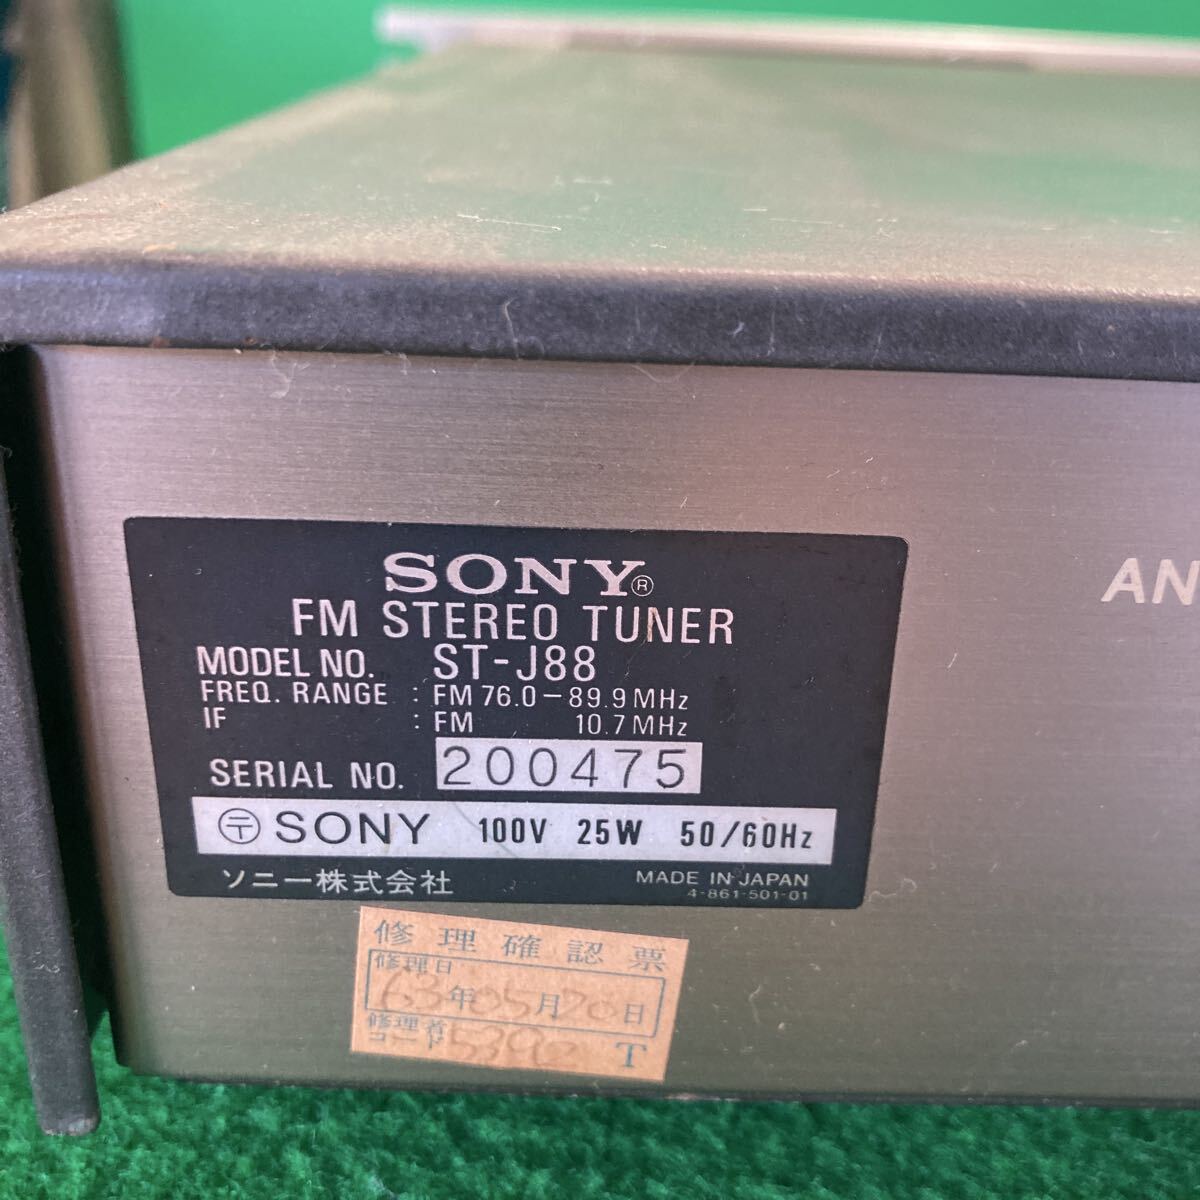 SONY®
FM STEREO TUNER
MODEL NO. ST-J88
FREQ. RANGE : FM 76.0-89.9 MHz
IF : FM 10.7 MHz
SERIAL NO. 200475
〶 SONY 100V 25W 50/60Hz
ソニー株式会社 MADE IN JAPAN
4-861-501-01
AN
修理確認票
修理日
63年05月20日
修理者
コード
T